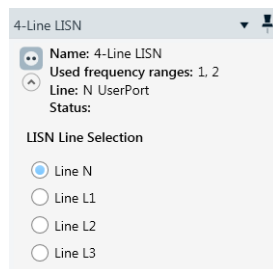 4-Line LISN
Name: 4-Line LISN
Used frequency ranges: 1, 2
Line: N UserPort
Status:
LISN Line Selection
Line N
Line L1
Line L2
Line L3